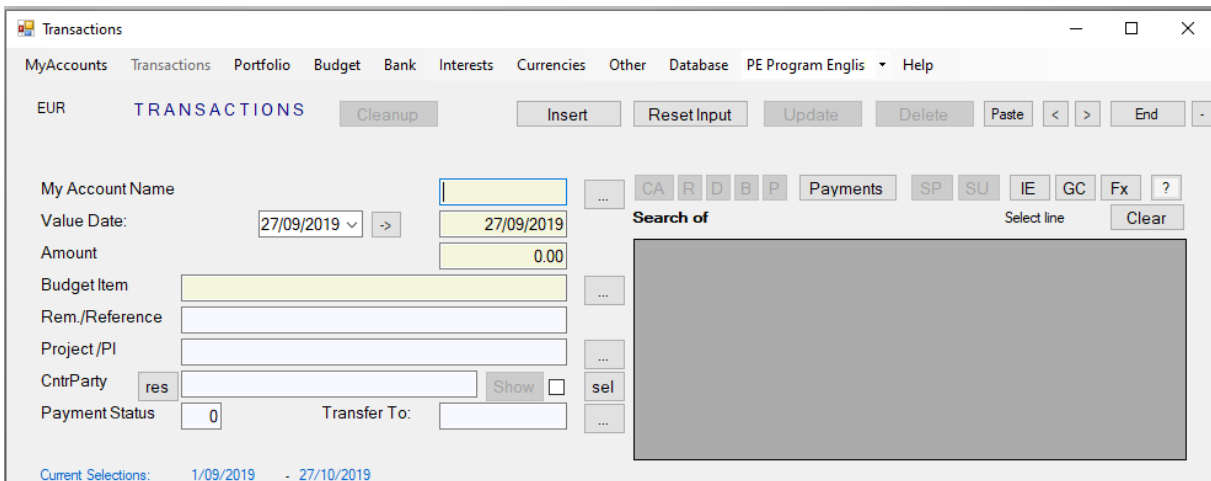 Transactions
MyAccounts Transactions Portfolio Budget Bank Interests Currencies Other Database PE Program Englis Help
EUR TRANSACTIONS Cleanup Insert Reset Input Update Delete Paste < > End -
My Account Name ... CA R D B P Payments SP SU IE GC Fx ?
Value Date: 27/09/2019 -> 27/09/2019 Search of Select line Clear
Amount 0.00
Budget Item ...
Rem./Reference
Project /PI ...
CntrParty res Show sel
Payment Status 0 Transfer To: ...
Current Selections: 1/09/2019 - 27/10/2019